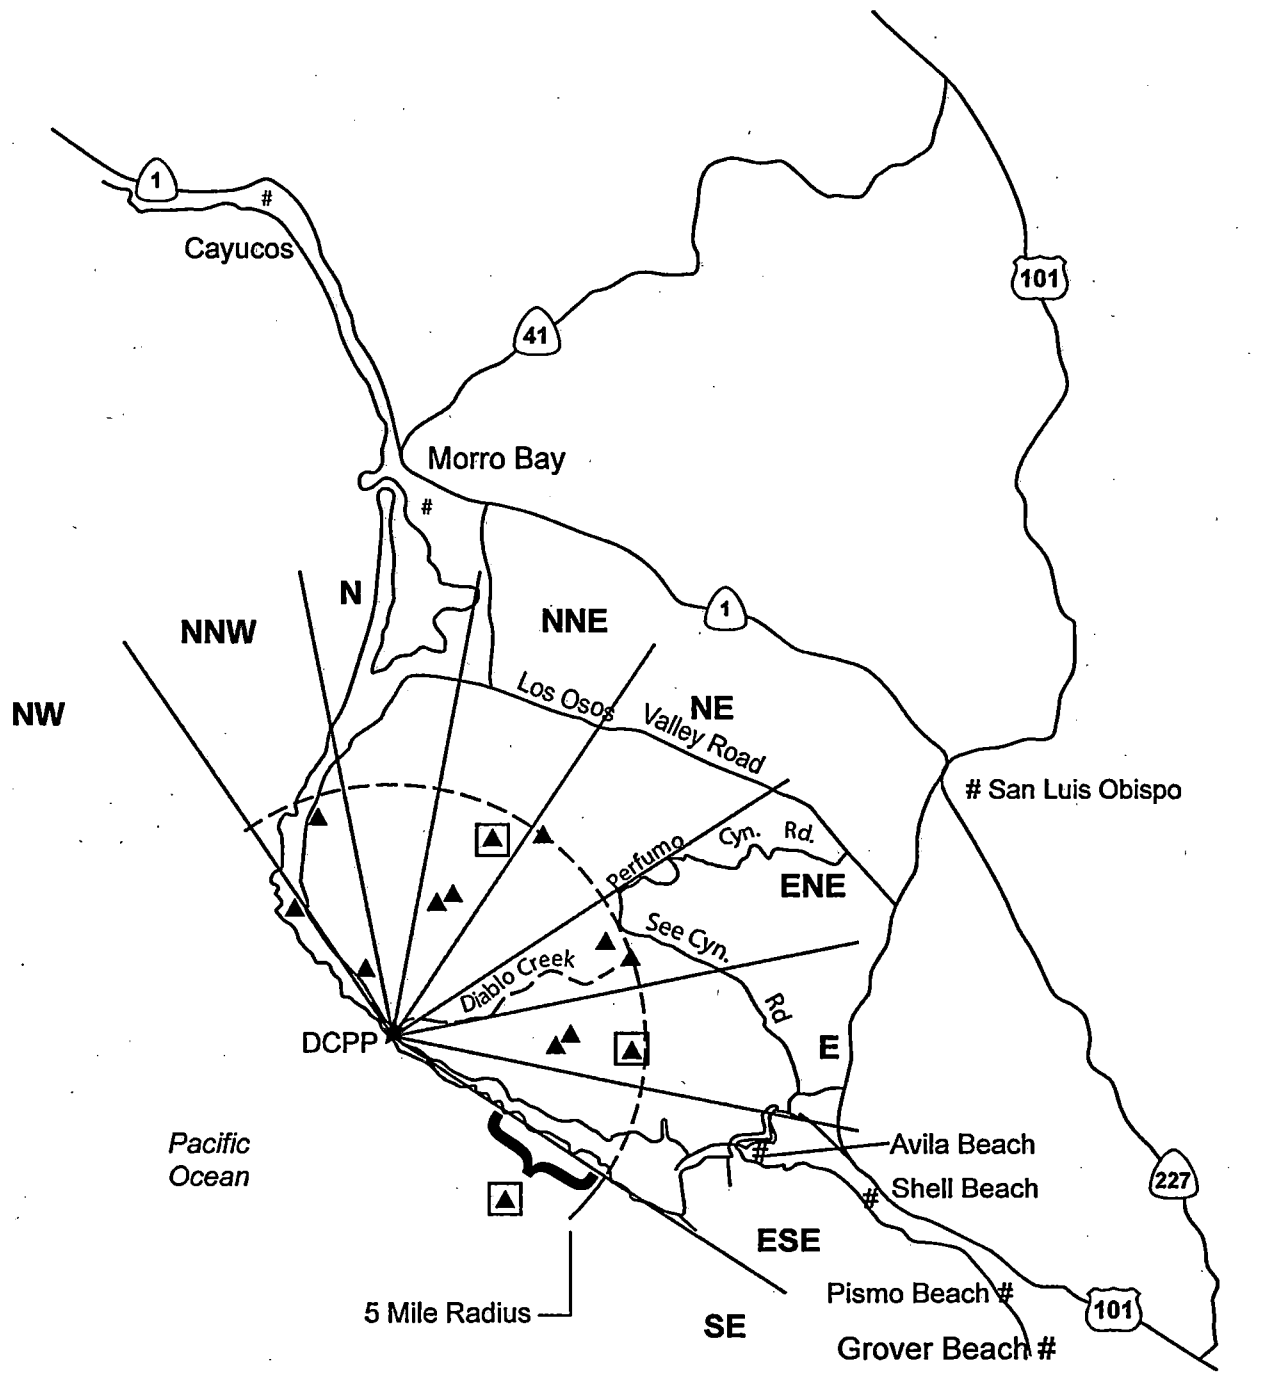 1
#
Cayucos
101
41
Morro Bay
#
N
NNW
NNE
1
NW
Los Osos
Valley Road
NE
# San Luis Obispo
Perfumo
Cyn. Rd.
ENE
See Cyn.
Rd
Diablo Creek
DCPP
E
Pacific
Ocean
#
Avila Beach
#
Shell Beach
227
ESE
5 Mile Radius
Pismo Beach #
101
SE
Grover Beach #